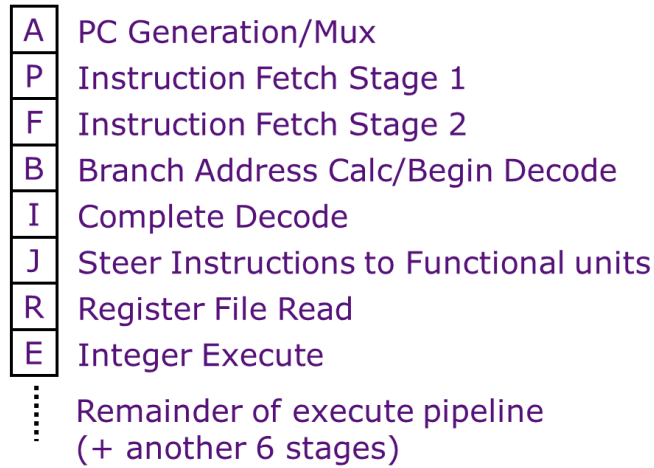 A PC Generation/Mux
P Instruction Fetch Stage 1
F Instruction Fetch Stage 2
B Branch Address Calc/Begin Decode
I Complete Decode
J Steer Instructions to Functional units
R Register File Read
E Integer Execute
Remainder of execute pipeline
(+ another 6 stages)